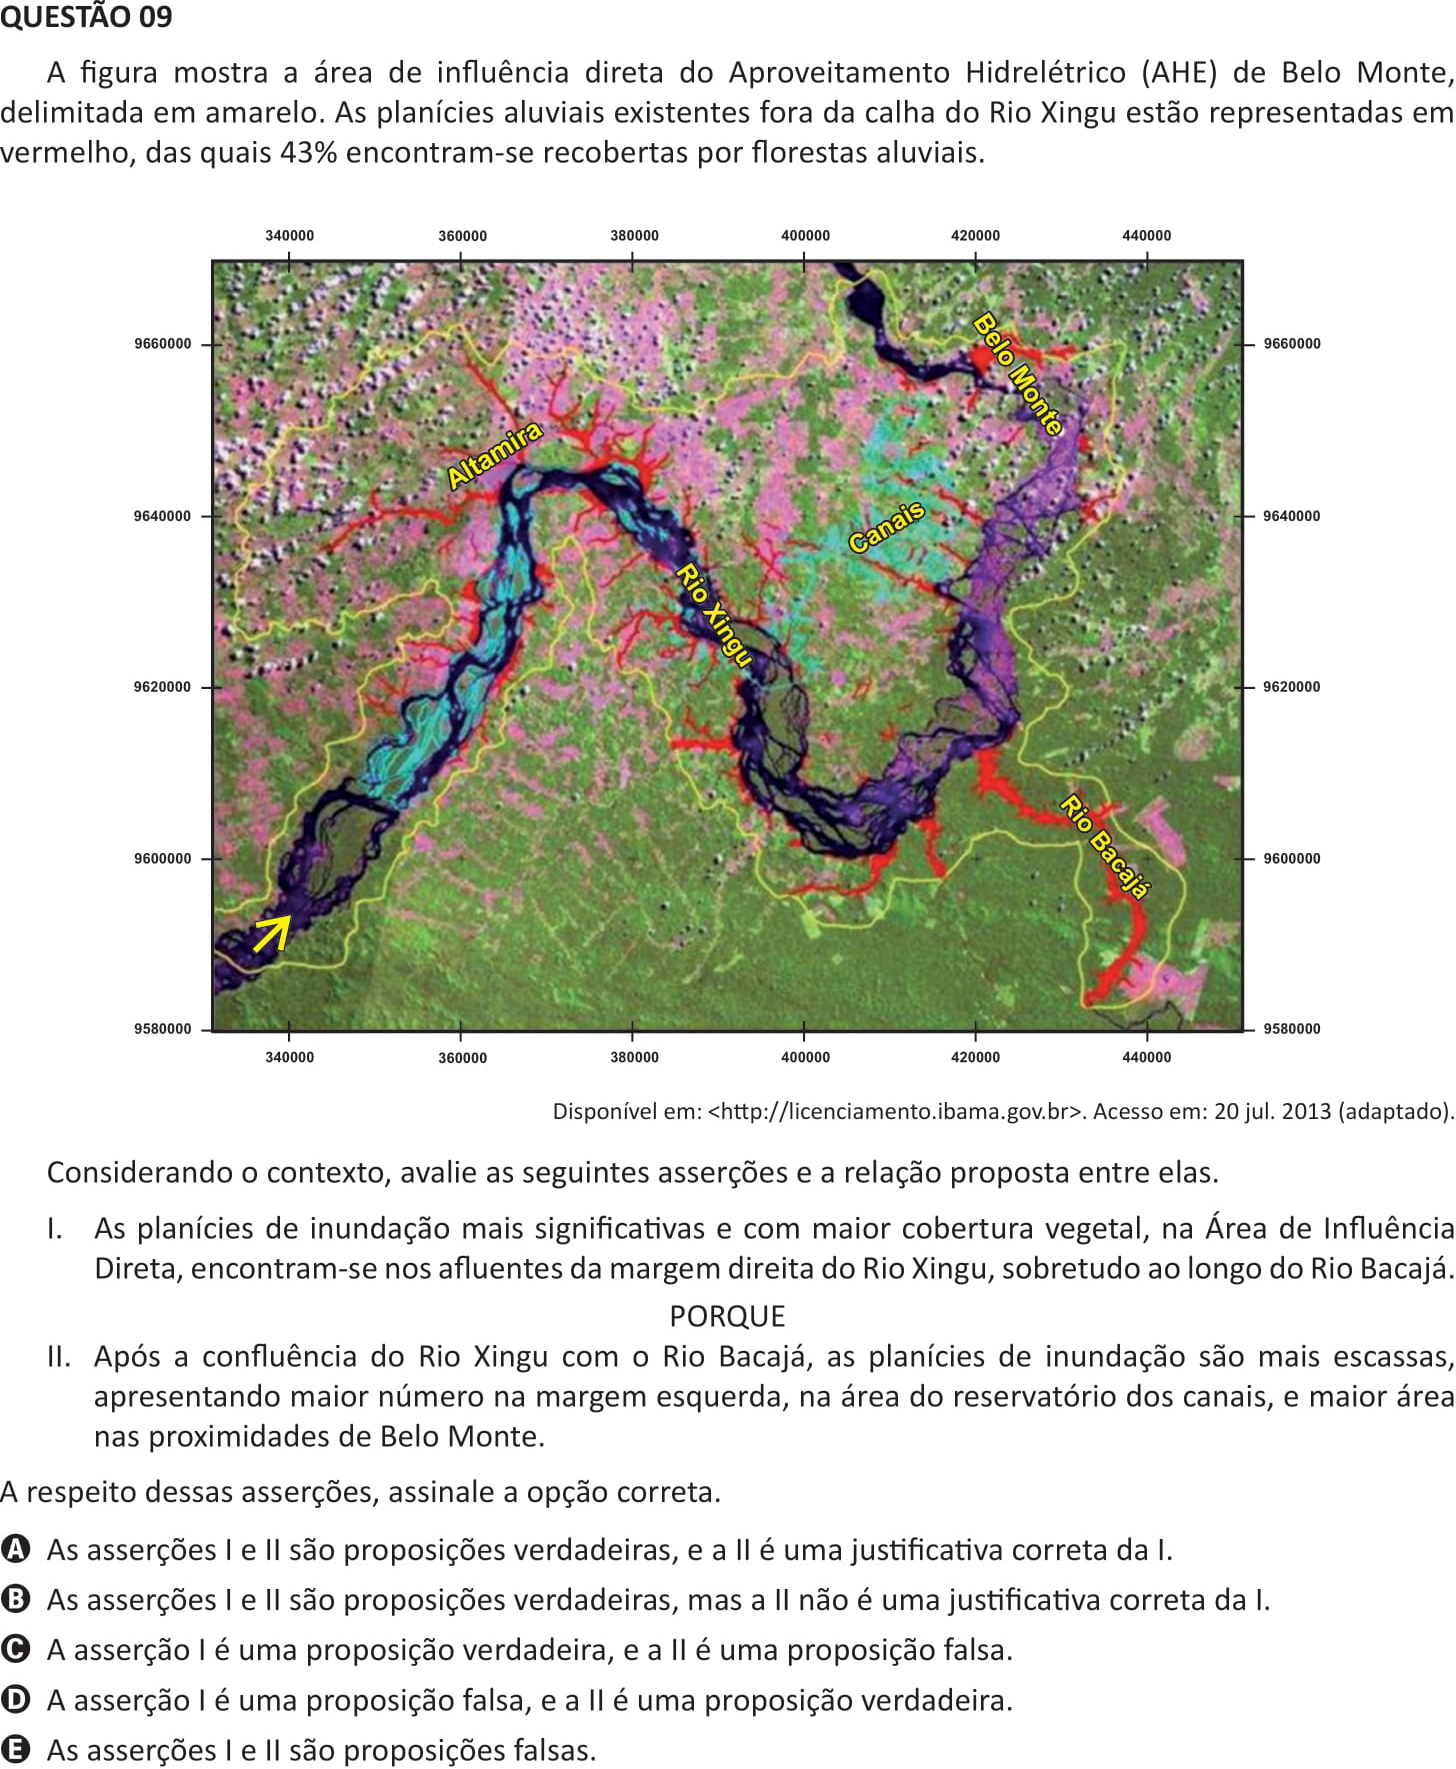 QUESTÃO 09
A figura mostra a área de influência direta do Aproveitamento Hidrelétrico (AHE) de Belo Monte,
delimitada em amarelo. As planícies aluviais existentes fora da calha do Rio Xingu estão representadas em
vermelho, das quais 43% encontram-se recobertas por florestas aluviais.
340000 360000 380000 400000 420000 440000
9660000 9660000
Belo Monte
Altamira
9640000 9640000
Canais
Rio Xingu
9620000 9620000
Rio Bacajá
9600000 9600000
9580000 9580000
340000 360000 380000 400000 420000 440000
Disponível em: <http://licenciamento.ibama.gov.br>. Acesso em: 20 jul. 2013 (adaptado).
Considerando o contexto, avalie as seguintes asserções e a relação proposta entre elas.
I. As planícies de inundação mais significativas e com maior cobertura vegetal, na Área de Influência
Direta, encontram-se nos afluentes da margem direita do Rio Xingu, sobretudo ao longo do Rio Bacajá.
PORQUE
II. Após a confluência do Rio Xingu com o Rio Bacajá, as planícies de inundação são mais escassas,
apresentando maior número na margem esquerda, na área do reservatório dos canais, e maior área
nas proximidades de Belo Monte.
A respeito dessas asserções, assinale a opção correta.
A As asserções I e II são proposições verdadeiras, e a II é uma justificativa correta da I.
B As asserções I e II são proposições verdadeiras, mas a II não é uma justificativa correta da I.
C A asserção I é uma proposição verdadeira, e a II é uma proposição falsa.
D A asserção I é uma proposição falsa, e a II é uma proposição verdadeira.
E As asserções I e II são proposições falsas.